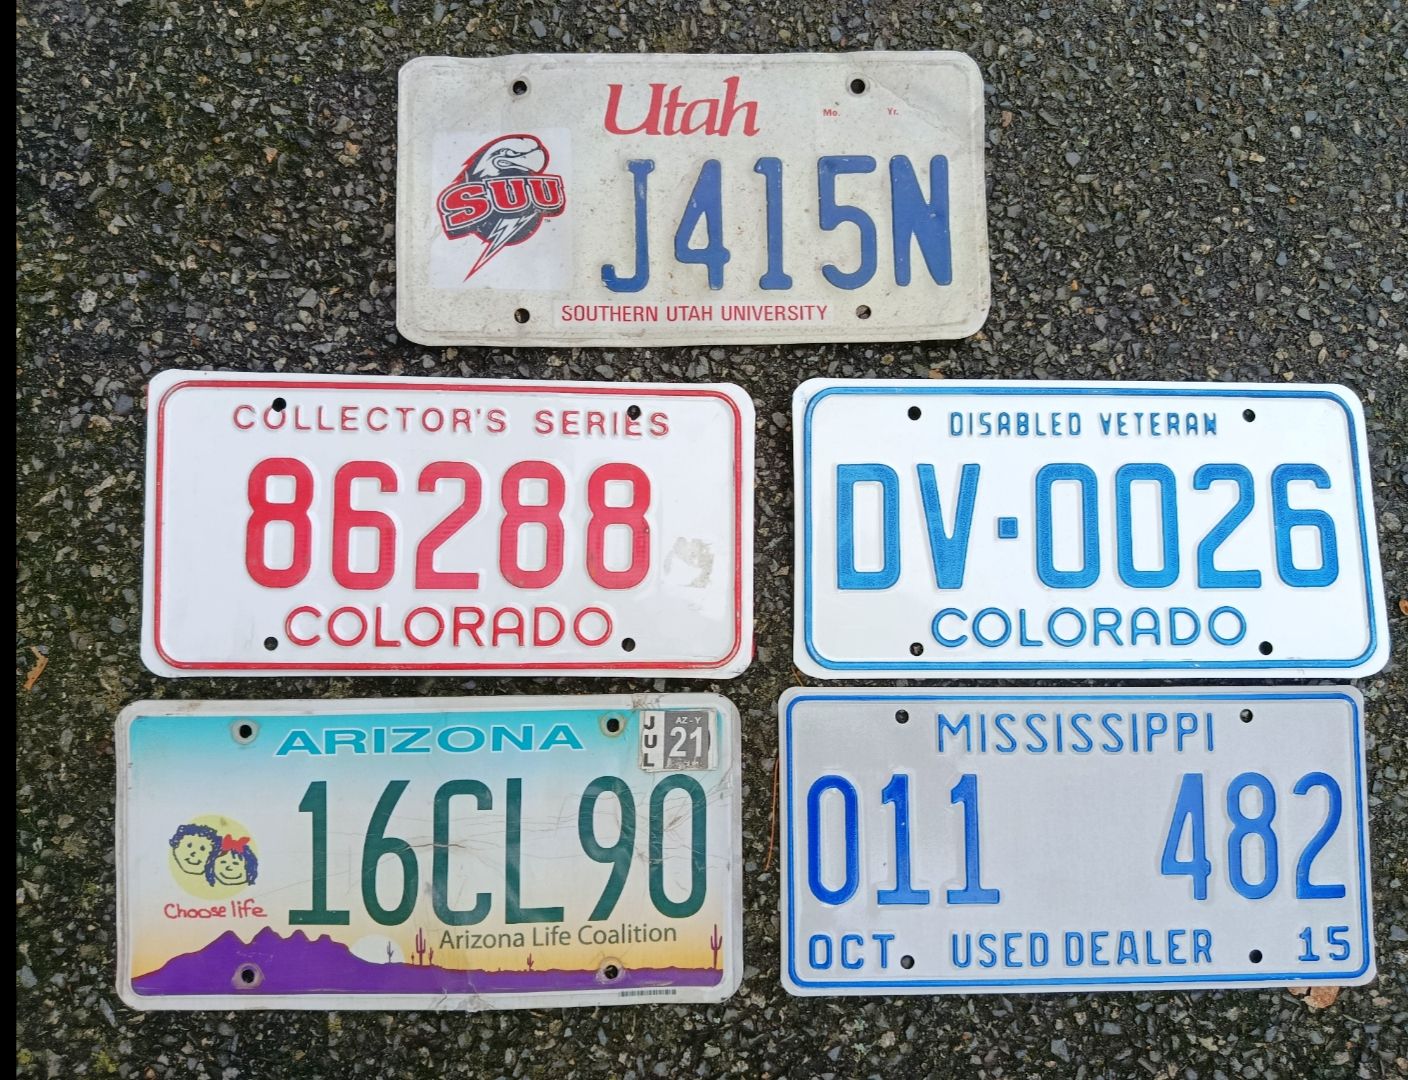 Utah
Mo. Yr.
SUU
TM
J415N
SOUTHERN UTAH UNIVERSITY
COLLECTOR'S SERIES
86288
COLORADO
DISABLED VETERAN
DV·0026
COLORADO
ARIZONA
JUL
AZ-Y
21
16CL90
Choose life
Arizona Life Coalition
MISSISSIPPI
011 482
OCT USED DEALER 15